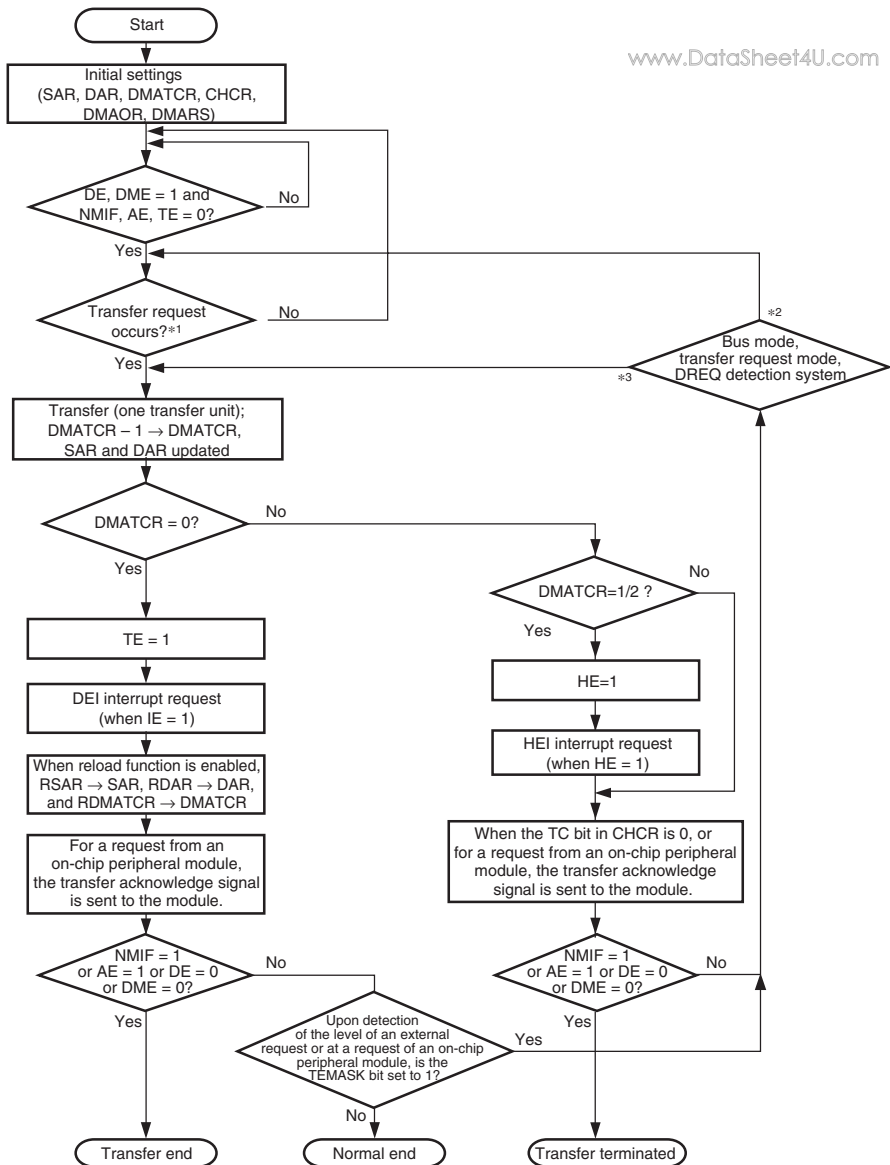 Start
www.DataSheet4U.com
Initial settings
(SAR, DAR, DMATCR, CHCR,
DMAOR, DMARS)
DE, DME = 1 and
NMIF, AE, TE = 0?
No
Yes
Transfer request
occurs?*1
No
Yes
*2
Bus mode,
transfer request mode,
DREQ detection system
*3
Transfer (one transfer unit);
DMATCR – 1 → DMATCR,
SAR and DAR updated
DMATCR = 0?
No
Yes
DMATCR=1/2 ?
No
Yes
TE = 1
HE=1
DEI interrupt request
(when IE = 1)
HEI interrupt request
(when HE = 1)
When reload function is enabled,
RSAR → SAR, RDAR → DAR,
and RDMATCR → DMATCR
For a request from an
on-chip peripheral module,
the transfer acknowledge signal
is sent to the module.
When the TC bit in CHCR is 0, or
for a request from an on-chip peripheral
module, the transfer acknowledge
signal is sent to the module.
NMIF = 1
or AE = 1 or DE = 0
or DME = 0?
No
Yes
NMIF = 1
or AE = 1 or DE = 0
or DME = 0?
No
Yes
Upon detection
of the level of an external
request or at a request of an on-chip
peripheral module, is the
TEMASK bit set to 1?
Yes
No
Transfer end
Normal end
Transfer terminated